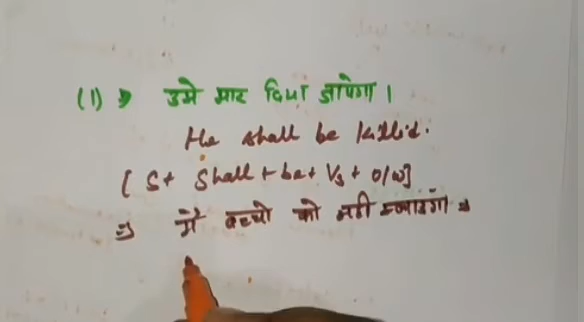 (1) उसे मार दिया जायेगा।
He shall be killed.
[S+ Shall + be + V3 + O/W]
⇒ मैं बच्चो को नही